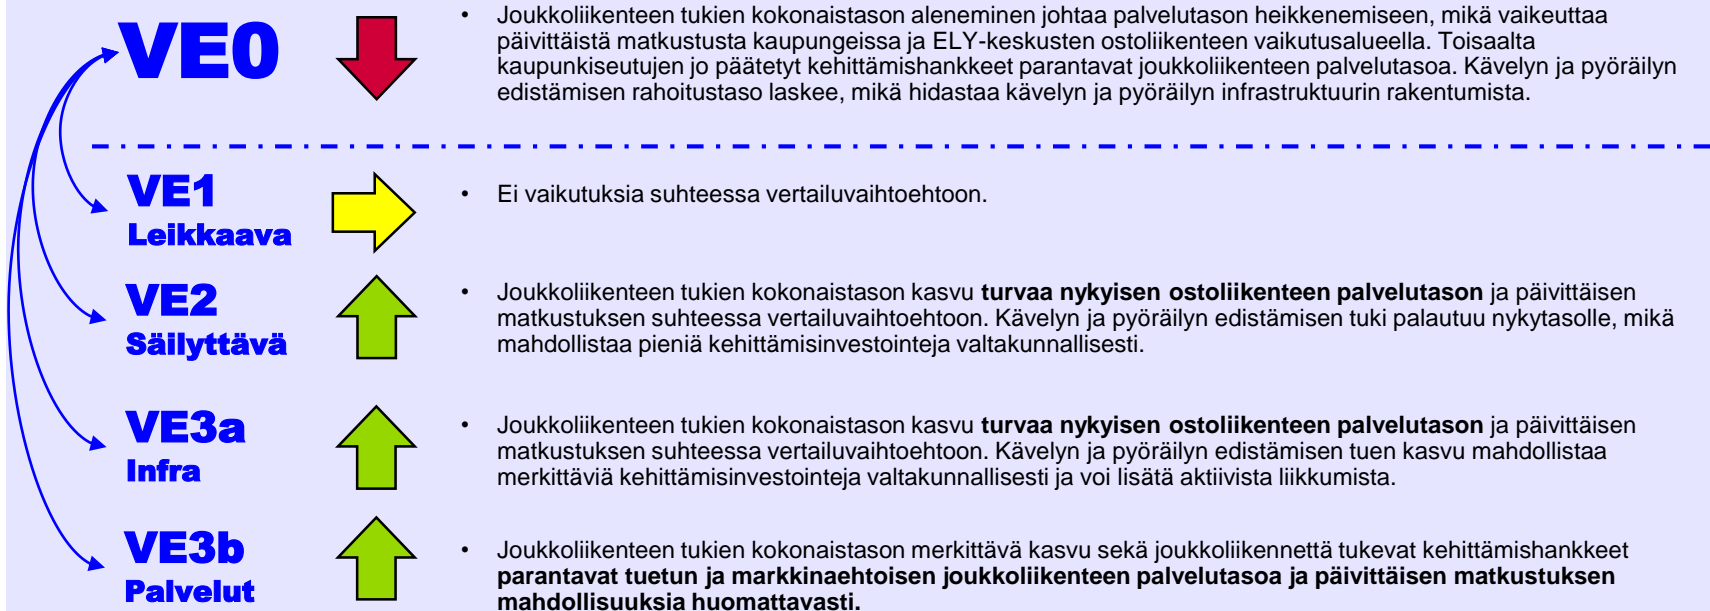 VE0
• Joukkoliikenteen tukien kokonaistason aleneminen johtaa palvelutason heikkenemiseen, mikä vaikeuttaa
päivittäistä matkustusta kaupungeissa ja ELY-keskusten ostoliikenteen vaikutusalueella. Toisaalta
kaupunkiseutujen jo päätetyt kehittämishankkeet parantavat joukkoliikenteen palvelutasoa. Kävelyn ja pyöräilyn
edistämisen rahoitustaso laskee, mikä hidastaa kävelyn ja pyöräilyn infrastruktuurin rakentumista.
VE1
Leikkaava
• Ei vaikutuksia suhteessa vertailuvaihtoehtoon.
VE2
Säilyttävä
• Joukkoliikenteen tukien kokonaistason kasvu turvaa nykyisen ostoliikenteen palvelutason ja päivittäisen
matkustuksen suhteessa vertailuvaihtoehtoon. Kävelyn ja pyöräilyn edistämisen tuki palautuu nykytasolle, mikä
mahdollistaa pieniä kehittämisinvestointeja valtakunnallisesti.
VE3a
Infra
• Joukkoliikenteen tukien kokonaistason kasvu turvaa nykyisen ostoliikenteen palvelutason ja päivittäisen
matkustuksen suhteessa vertailuvaihtoehtoon. Kävelyn ja pyöräilyn edistämisen tuen kasvu mahdollistaa
merkittäviä kehittämisinvestointeja valtakunnallisesti ja voi lisätä aktiivista liikkumista.
VE3b
Palvelut
• Joukkoliikenteen tukien kokonaistason merkittävä kasvu sekä joukkoliikennettä tukevat kehittämishankkeet
parantavat tuetun ja markkinaehtoisen joukkoliikenteen palvelutasoa ja päivittäisen matkustuksen
mahdollisuuksia huomattavasti.